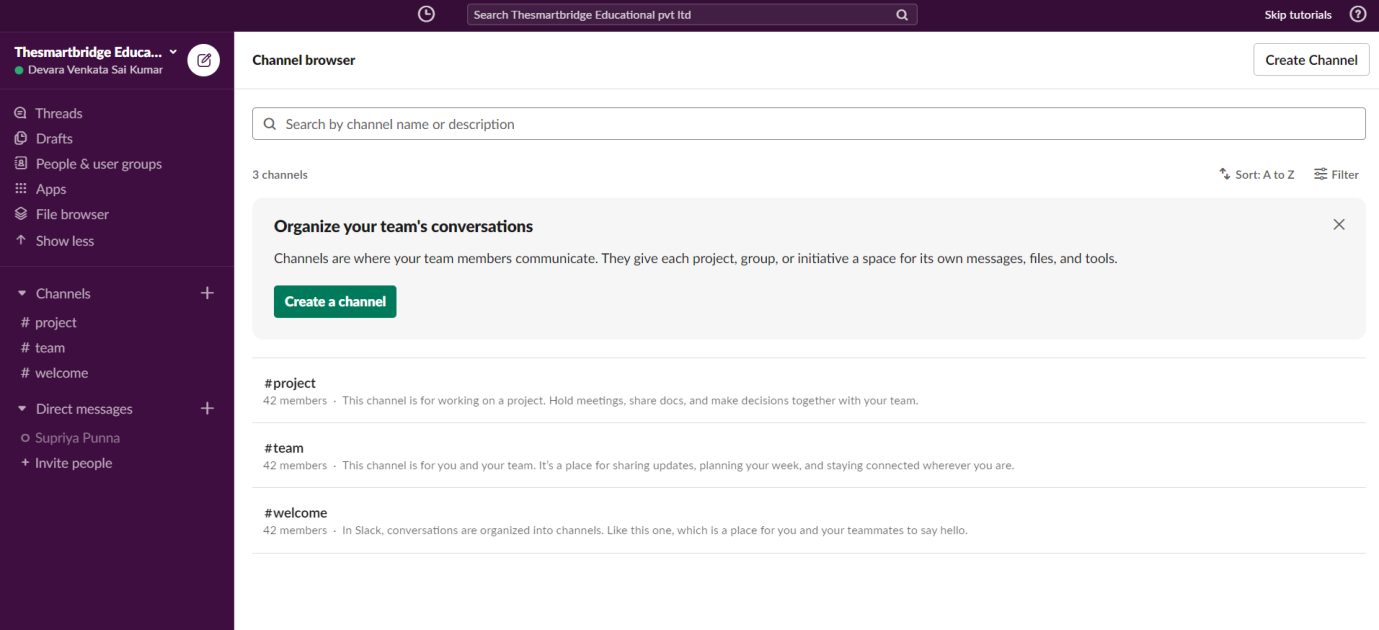 Search Thesmartbridge Educational pvt ltd
Skip tutorials
Thesmartbridge Educa...
Devara Venkata Sai Kumar
Threads
Drafts
People & user groups
Apps
File browser
Show less
Channels
# project
# team
# welcome
Direct messages
Supriya Punna
+ Invite people
Channel browser
Create Channel
Search by channel name or description
3 channels
Sort: A to Z
Filter
Organize your team's conversations
Channels are where your team members communicate. They give each project, group, or initiative a space for its own messages, files, and tools.
Create a channel
#project
42 members · This channel is for working on a project. Hold meetings, share docs, and make decisions together with your team.
#team
42 members · This channel is for you and your team. It’s a place for sharing updates, planning your week, and staying connected wherever you are.
#welcome
42 members · In Slack, conversations are organized into channels. Like this one, which is a place for you and your teammates to say hello.